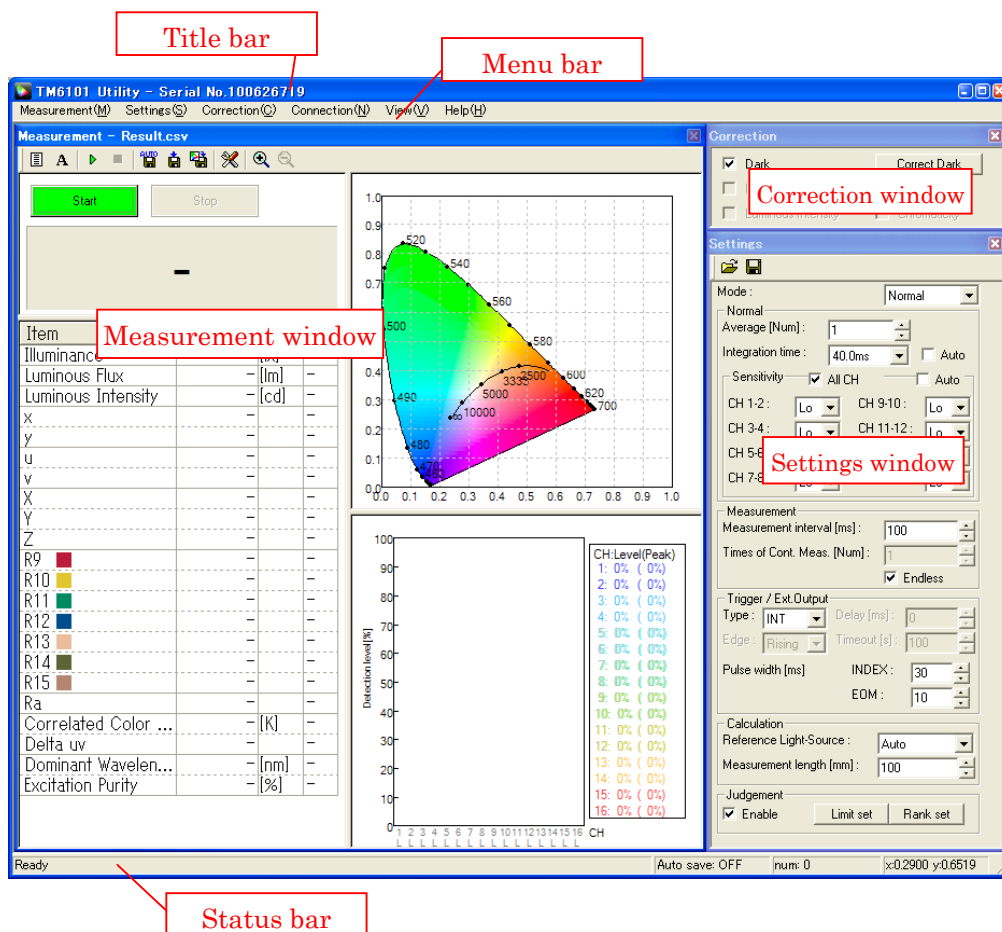 Title bar
Menu bar
TM6101 Utility - Serial No.100626719
Measurement(M) Settings(S) Correction(C) Connection(N) View(V) Help(H)
Measurement - Result.csv
A AUTO
Start Stop
-
Measurement window
Item
Illuminance - [lx] -
Luminous Flux - [lm] -
Luminous Intensity - [cd] -
x - -
y - -
u - -
v - -
X - -
Y - -
Z - -
R9 - -
R10 - -
R11 - -
R12 - -
R13 - -
R14 - -
R15 - -
Ra - -
Correlated Color ... - [K] -
Delta uv - -
Dominant Wavelen... - [nm] -
Excitation Purity - [%] -
1.0
0.9
0.8
0.7
0.4
0.3
0.2
0.1
0.0
0.0 0.1 0.2 0.3 0.4 0.5 0.6 0.7 0.8 0.9 1.0
520
540
560
500
580
2500 600
3333
5000 620
490 700
∞ 10000
480
470
460
100
90
80
70
60
50
40
30
20
10
0
Detection level[%]
1 2 3 4 5 6 7 8 9 10 11 12 13 14 15 16 CH
L L L L L L L L L L L L L L L L
CH:Level(Peak)
1: 0% ( 0%)
2: 0% ( 0%)
3: 0% ( 0%)
4: 0% ( 0%)
5: 0% ( 0%)
6: 0% ( 0%)
7: 0% ( 0%)
8: 0% ( 0%)
9: 0% ( 0%)
10: 0% ( 0%)
11: 0% ( 0%)
12: 0% ( 0%)
13: 0% ( 0%)
14: 0% ( 0%)
15: 0% ( 0%)
16: 0% ( 0%)
Correction
Dark Correct Dark
Correction window
Luminous Intensity Chromaticity
Settings
Mode : Normal
Normal
Average [Num] : 1
Integration time : 40.0ms Auto
Sensitivity All CH Auto
CH 1-2 : Lo CH 9-10 : Lo
CH 3-4 : Lo CH 11-12 : Lo
CH 5-6
Settings window
CH 7-8 Lo Lo
Measurement
Measurement interval [ms] : 100
Times of Cont. Meas. [Num] : 1
Endless
Trigger / Ext.Output
Type : INT Delay [ms] : 0
Edge : Rising Timeout [s] : 100
Pulse width [ms] INDEX : 30
EOM : 10
Calculation
Reference Light-Source : Auto
Measurement length [mm] : 100
Judgement
Enable Limit set Rank set
Ready Auto save: OFF num: 0 x:0.2900 y:0.6519
Status bar